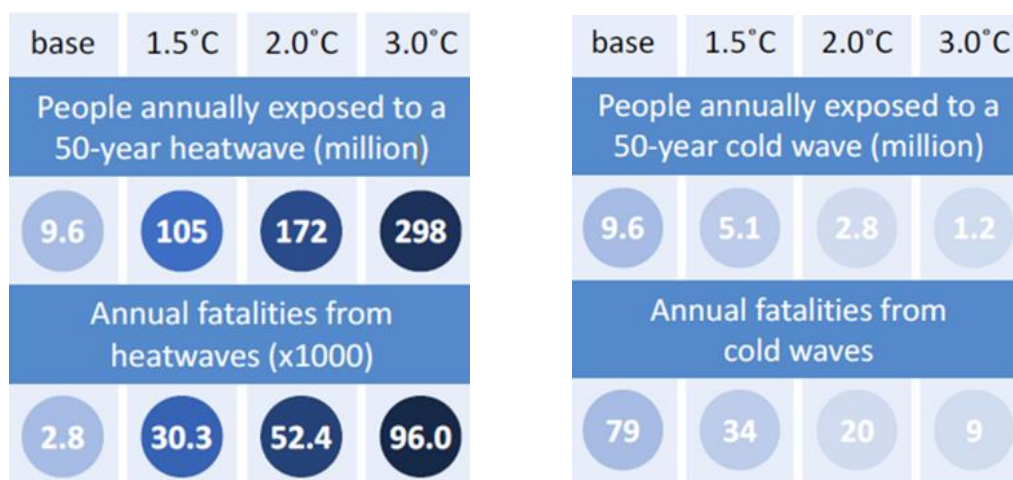 base 1.5˚C 2.0˚C 3.0˚C
People annually exposed to a
50-year heatwave (million)
9.6 105 172 298
Annual fatalities from
heatwaves (x1000)
2.8 30.3 52.4 96.0
base 1.5˚C 2.0˚C 3.0˚C
People annually exposed to a
50-year cold wave (million)
9.6 5.1 2.8 1.2
Annual fatalities from
cold waves
79 34 20 9